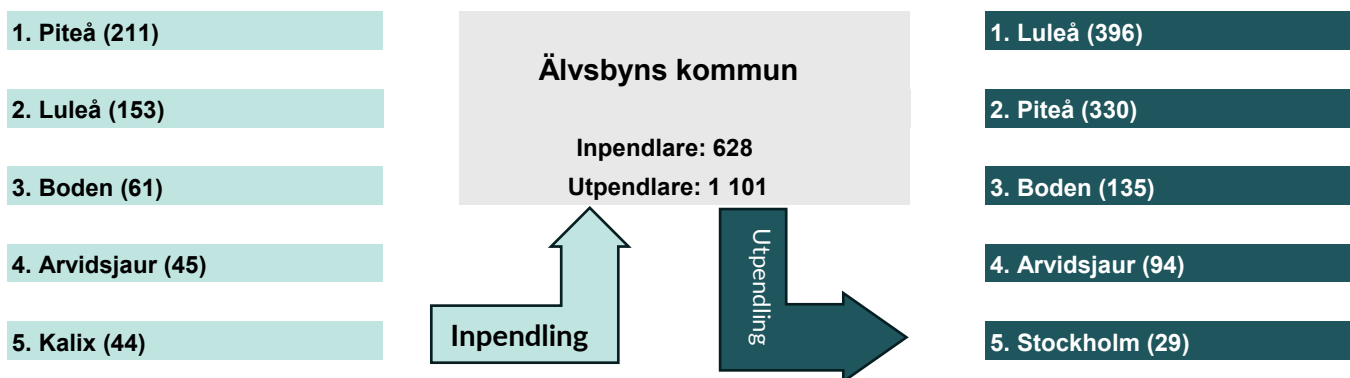 1. Piteå (211)
2. Luleå (153)
3. Boden (61)
4. Arvidsjaur (45)
5. Kalix (44)
Älvsbyns kommun
Inpendlare: 628
Utpendlare: 1 101
Inpendling
Utpendling
1. Luleå (396)
2. Piteå (330)
3. Boden (135)
4. Arvidsjaur (94)
5. Stockholm (29)